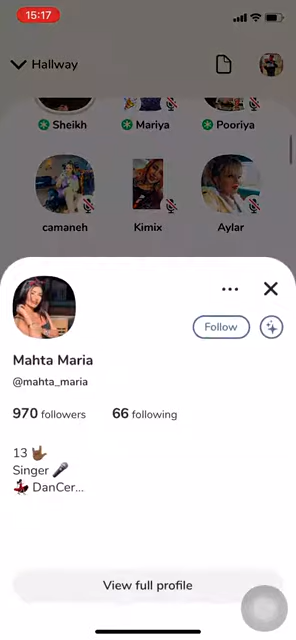 15:17
Hallway
Sheikh
Mariya
Pooriya
camaneh
Kimix
Aylar
Follow
Mahta Maria
@mahta_maria
970 followers 66 following
13 🤟🏾
Singer 🎤
💃 DanCer...
View full profile